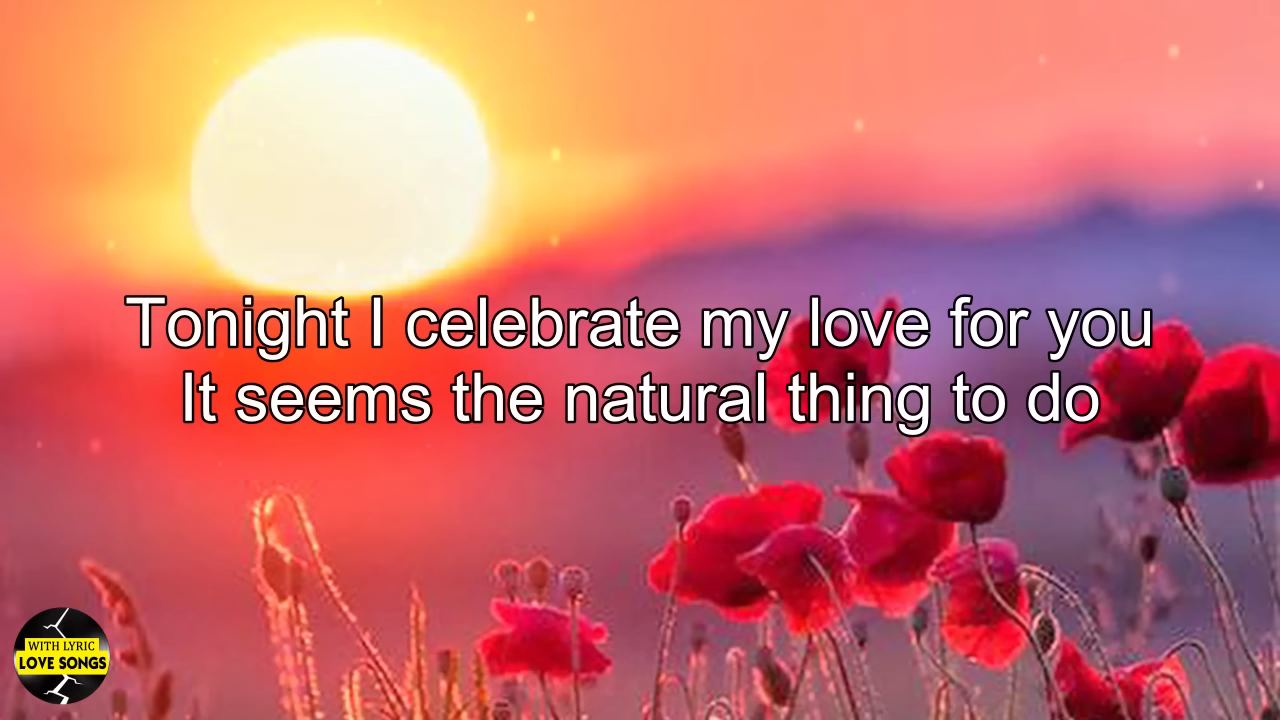 Tonight I celebrate my love for you
It seems the natural thing to do
WITH LYRIC
LOVE SONGS